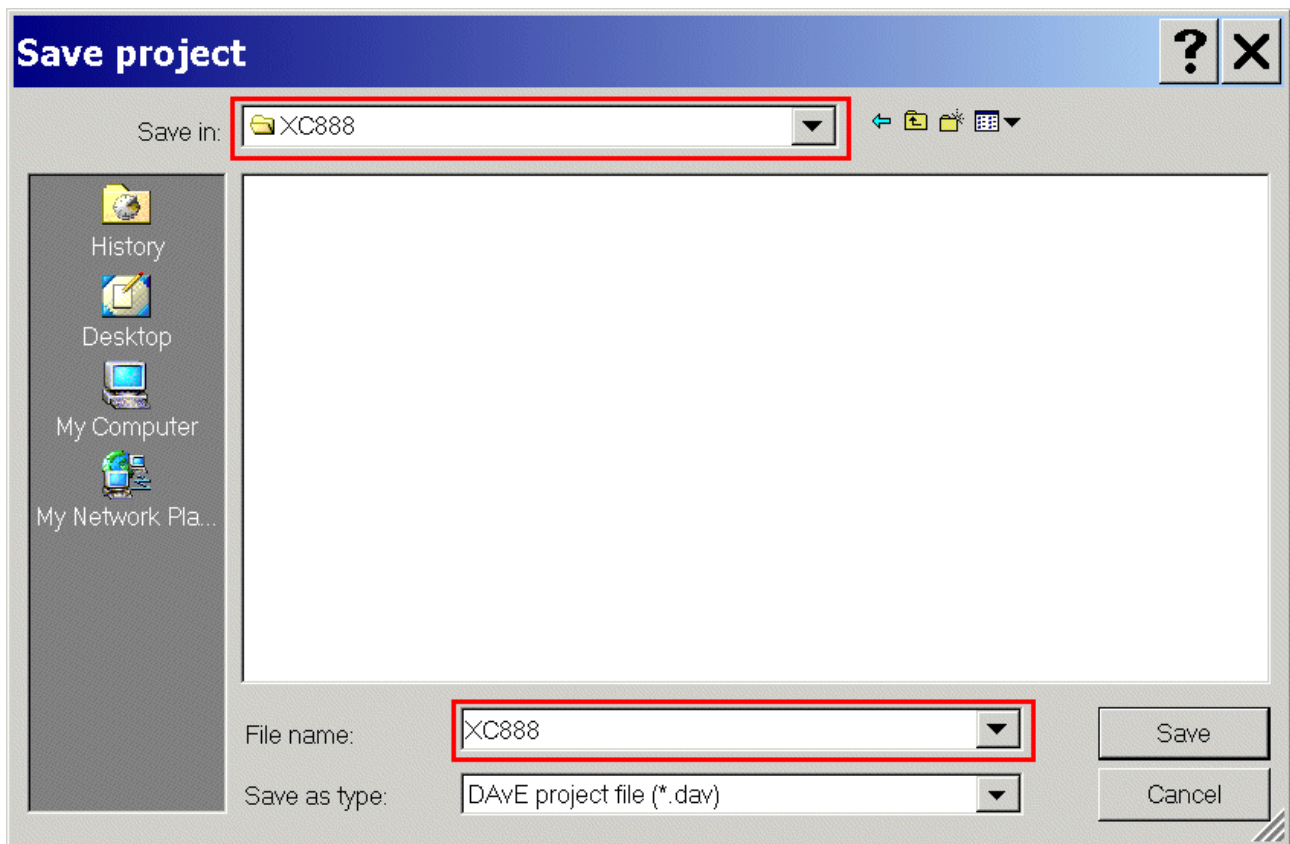 Save project
Save in:
XC888
History
Desktop
My Computer
My Network Pla...
File name:
XC888
Save
Save as type:
DAvE project file (*.dav)
Cancel